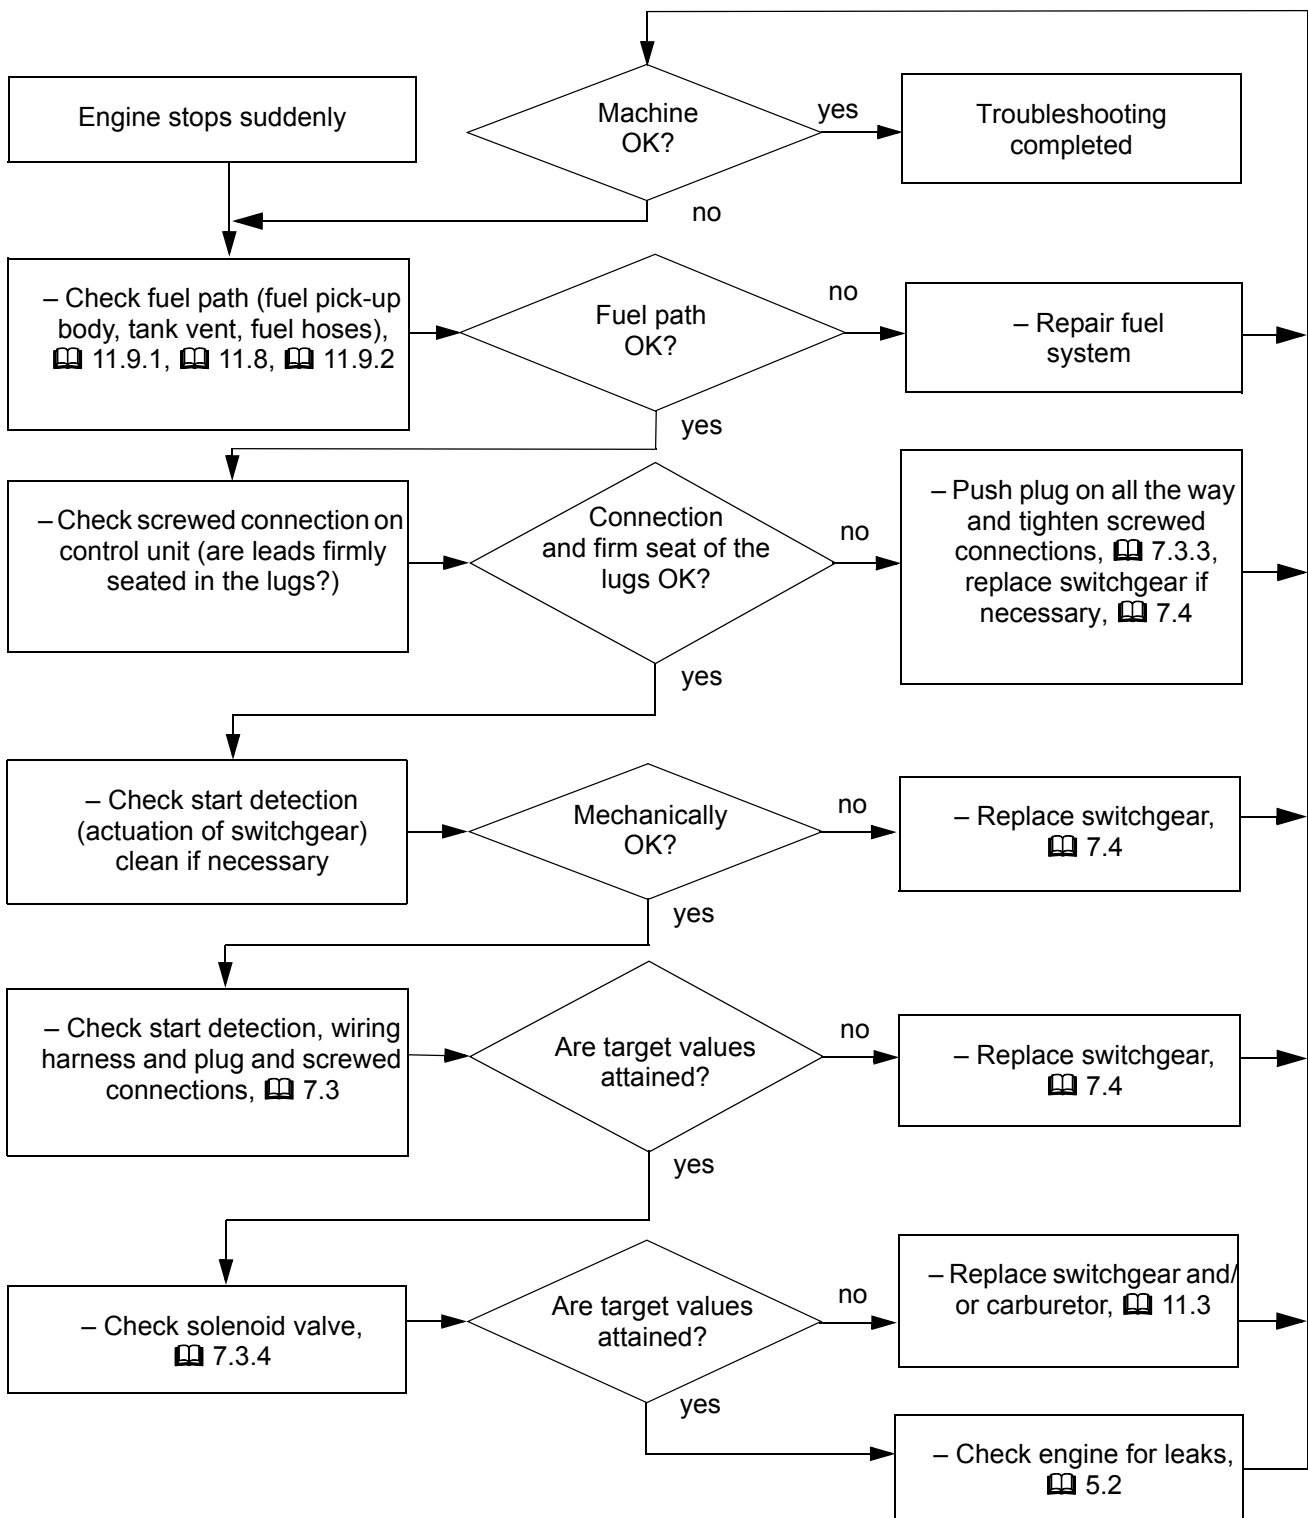 Engine stops suddenly
Machine
OK?
yes
Troubleshooting
completed
no
– Check fuel path (fuel pick-up
body, tank vent, fuel hoses),
11.9.1, 11.8, 11.9.2
Fuel path
OK?
no
– Repair fuel
system
yes
– Check screwed connection on
control unit (are leads firmly
seated in the lugs?)
Connection
and firm seat of the
lugs OK?
no
– Push plug on all the way
and tighten screwed
connections, 7.3.3,
replace switchgear if
necessary, 7.4
yes
– Check start detection
(actuation of switchgear)
clean if necessary
Mechanically
OK?
no
– Replace switchgear,
7.4
yes
– Check start detection, wiring
harness and plug and screwed
connections, 7.3
Are target values
attained?
no
– Replace switchgear,
7.4
yes
– Check solenoid valve,
7.3.4
Are target values
attained?
no
– Replace switchgear and/
or carburetor, 11.3
yes
– Check engine for leaks,
5.2